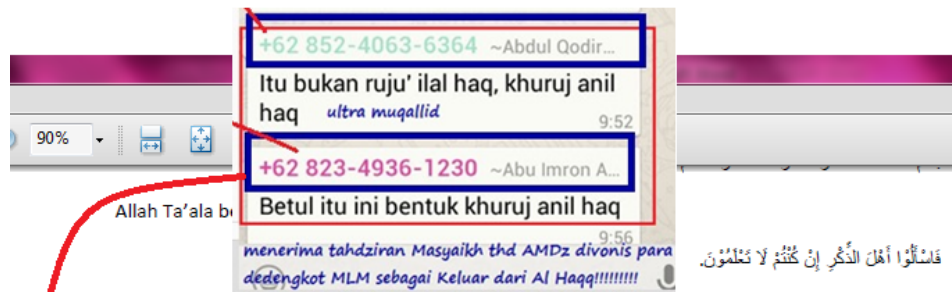 +62 852-4063-6364 ~Abdul Qodir...
Itu bukan ruju' ilal haq, khuruj anil
haq ultra muqallid
9:52
90%
+62 823-4936-1230 ~Abu Imron A...
Allah Ta'ala be
Betul itu ini bentuk khuruj anil haq
9:56
فَاسْأَلُوْا أَهْلَ الذِّكْرِ إِنْ كُنْتُمْ لَا تَعْلَمُوْنَ.
menerima tahdziran Masyaikh thd AMDz divonis para
dedengkot MLM sebagai Keluar dari Al Haqq!!!!!!!!!